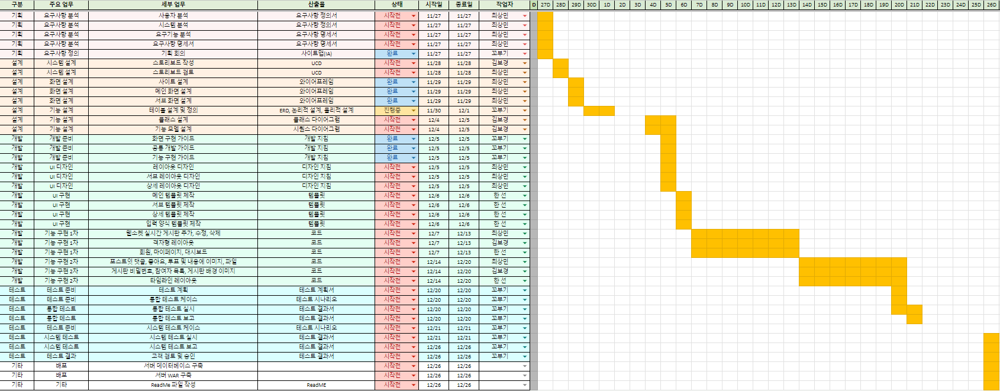 구분 주요 업무 세부 업무 산출물 상태 시작일 종료일 작업자 D 27D 28D 29D 30D 1D 2D 3D 4D 5D 6D 7D 8D 9D 10D 11D 12D 13D 14D 15D 16D 17D 18D 19D 20D 21D 22D 23D 24D 25D 26D
기획 요구사항 분석 사용자 분석 요구사항 정의서 시작전 11/27 11/27 최상민
기획 요구사항 분석 시스템 분석 요구사항 정의서 시작전 11/27 11/27 최상민
기획 요구사항 분석 요구기능 분석 요구사항 명세서 시작전 11/27 11/27 최상민
기획 요구사항 분석 요구사항 명세서 요구사항 명세서 시작전 11/27 11/27 최상민
기획 요구사항 정의 기획 회의 사이트맵(IA) 완료 11/27 11/27 꼬부기
설계 시스템 설계 스토리보드 작성 UCD 시작전 11/28 11/28 김보경
설계 시스템 설계 스토리보드 검토 UCD 시작전 11/28 11/28 최상민
설계 화면 설계 사이트 설계 와이어프레임 완료 11/29 11/29 최상민
설계 화면 설계 메인 화면 설계 와이어프레임 완료 11/29 11/29 최상민
설계 화면 설계 서브 화면 설계 와이어프레임 완료 11/29 11/29 최상민
설계 기능 설계 테이블 설계 및 정의 ERD, 논리적 설계, 물리적 설계 진행중 11/30 12/1 꼬부기
설계 기능 설계 클래스 설계 클래스 다이어그램 시작전 12/4 12/5 김보경
설계 기능 설계 기능 모델 설계 시퀀스 다이어그램 시작전 12/4 12/5 김보경
개발 개발 준비 화면 구현 가이드 개발 지침 완료 12/5 12/5 꼬부기
개발 개발 준비 공통 개발 가이드 개발 지침 완료 12/5 12/5 꼬부기
개발 개발 준비 기능 구현 가이드 개발 지침 완료 12/5 12/5 꼬부기
개발 UI 디자인 레이아웃 디자인 디자인 지침 시작전 12/5 12/5 최상민
개발 UI 디자인 서브 레이아웃 디자인 디자인 지침 시작전 12/5 12/5 최상민
개발 UI 디자인 상세 레이아웃 디자인 디자인 지침 시작전 12/5 12/5 최상민
개발 UI 구현 메인 템플릿 제작 템플릿 시작전 12/6 12/6 한 선
개발 UI 구현 서브 템플릿 제작 템플릿 시작전 12/6 12/6 한 선
개발 UI 구현 상세 템플릿 제작 템플릿 시작전 12/6 12/6 한 선
개발 UI 구현 입력 양식 템플릿 제작 템플릿 시작전 12/6 12/6 한 선
개발 기능 구현 1차 웹소켓 실시간 게시판 추가, 수정, 삭제 코드 시작전 12/7 12/13 최상민
개발 기능 구현 1차 격자형 레이아웃 코드 시작전 12/7 12/13 김보경
개발 기능 구현 1차 회원, 마이페이지, 대시보드 코드 시작전 12/7 12/13 한 선
개발 기능 구현 2차 포스트잇 댓글, 좋아요, 투표 및 내용에 이미지, 파일 코드 시작전 12/14 12/20 최상민
개발 기능 구현 2차 게시판 비밀번호, 참여자 목록, 게시판 배경 이미지 코드 시작전 12/14 12/20 김보경
개발 기능 구현 2차 타임라인 레이아웃 코드 시작전 12/14 12/20 한 선
테스트 테스트 준비 테스트 계획 테스트 계획서 시작전 12/20 12/20 꼬부기
테스트 테스트 준비 통합 테스트 케이스 테스트 시나리오 시작전 12/20 12/20 꼬부기
테스트 통합 테스트 통합 테스트 실시 테스트 결과서 시작전 12/20 12/20 꼬부기
테스트 통합 테스트 통합 테스트 보고 테스트 결과서 시작전 12/20 12/20 꼬부기
테스트 테스트 준비 시스템 테스트 케이스 테스트 시나리오 시작전 12/21 12/21 꼬부기
테스트 시스템 테스트 시스템 테스트 실시 테스트 결과서 시작전 12/21 12/21 꼬부기
테스트 시스템 테스트 시스템 테스트 보고 테스트 결과서 시작전 12/26 12/26 꼬부기
테스트 테스트 결과 고객 검토 및 승인 테스트 결과서 시작전 12/26 12/26 꼬부기
기타 배포 서버 데이터베이스 구축 시작전 12/26 12/26
기타 배포 서버 WAR 구축 시작전 12/26 12/26
기타 기타 ReadMe 파일 작성 ReadME 시작전 12/26 12/26